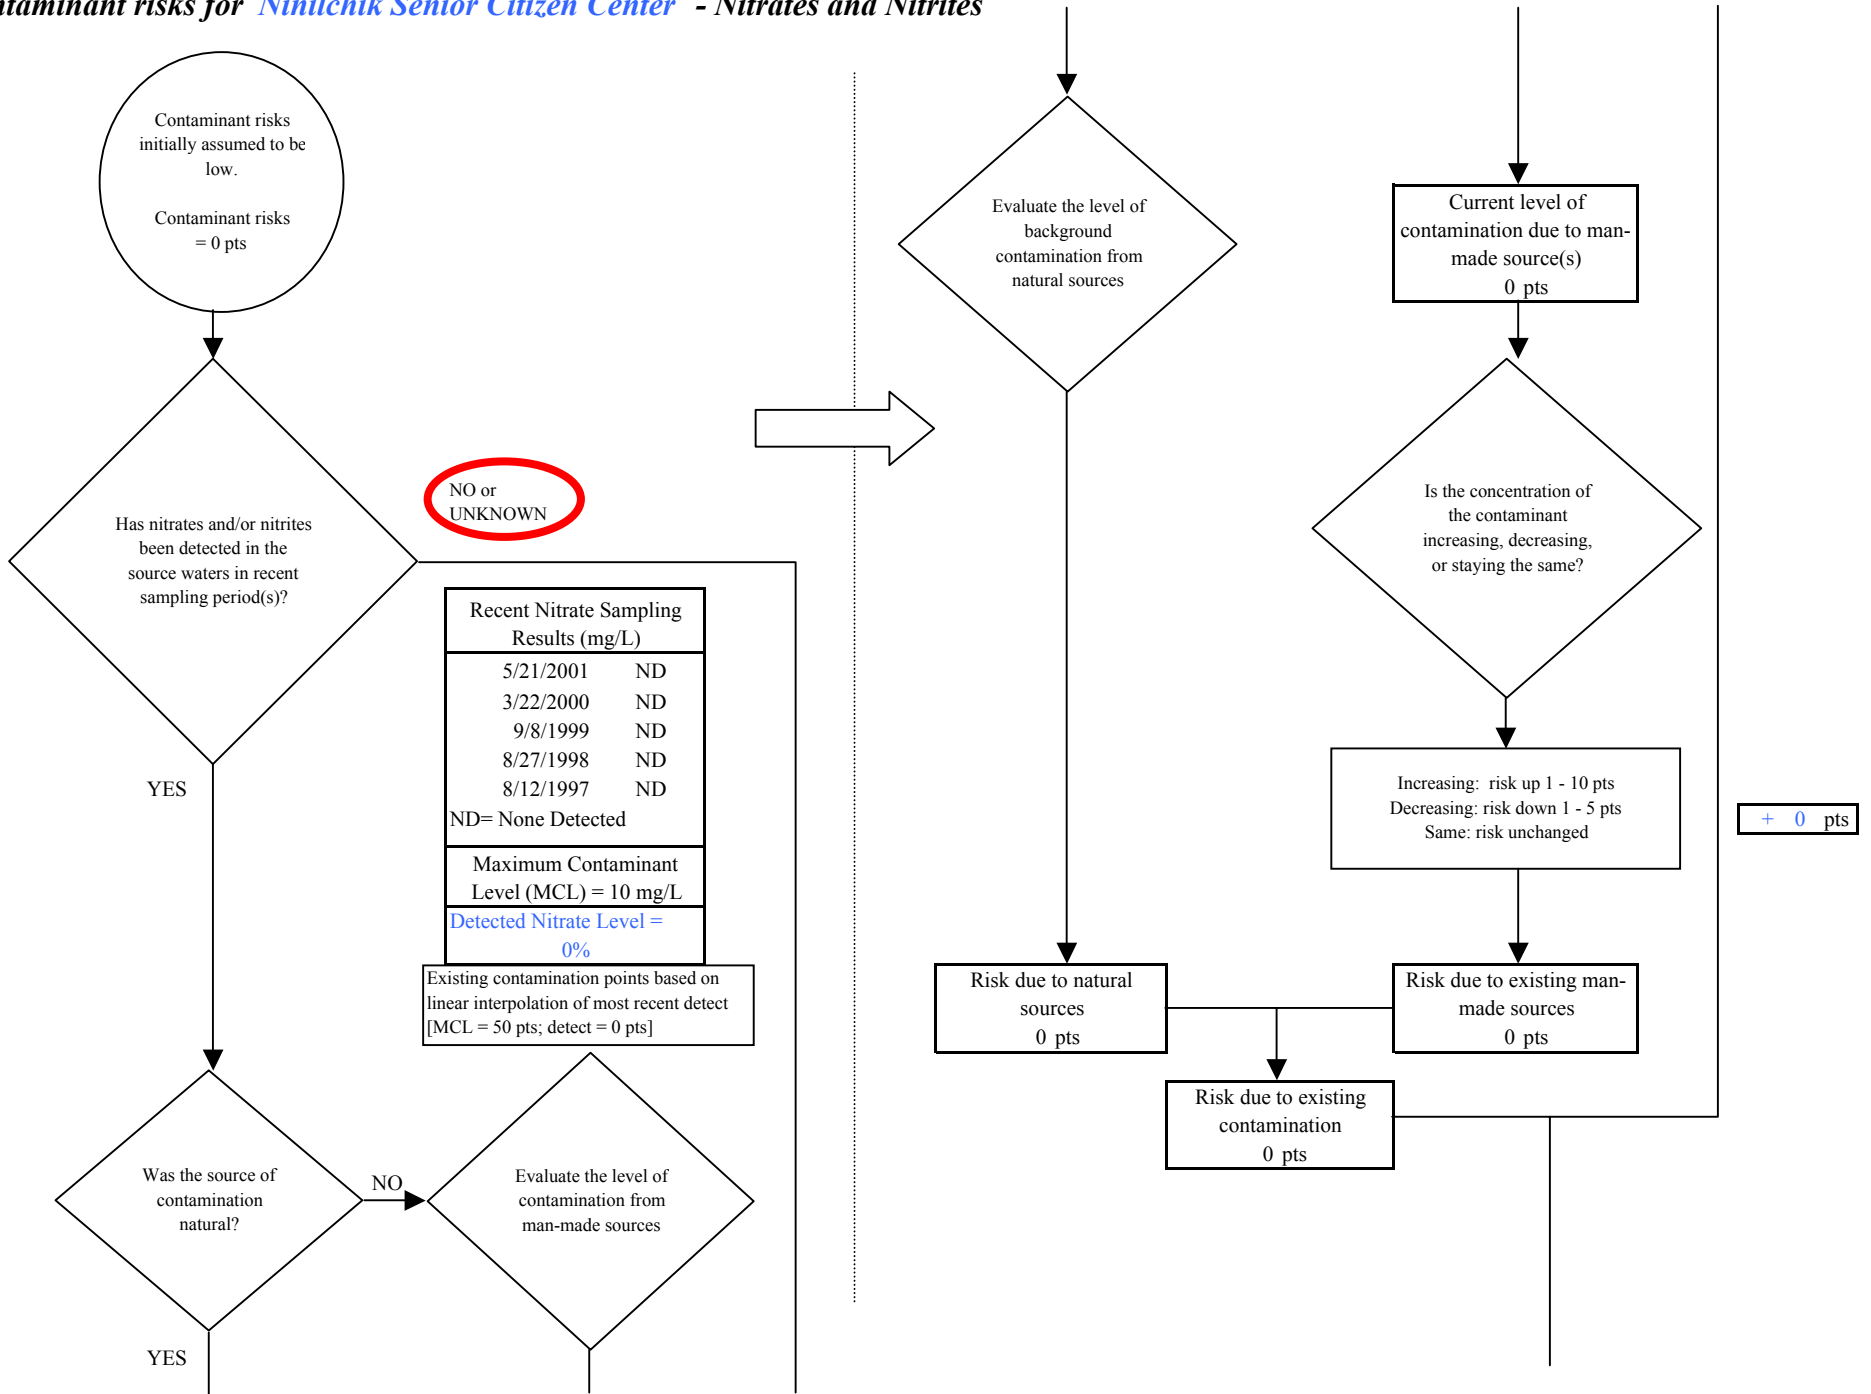 ntaminant risks for Ninilchik Senior Citizen Center - Nitrates and Nitrites
Contaminant risks
initially assumed to be
low.
Contaminant risks
= 0 pts
Has nitrates and/or nitrites
been detected in the
source waters in recent
sampling period(s)?
NO or
UNKNOWN
YES
Recent Nitrate Sampling
Results (mg/L)
5/21/2001 ND
3/22/2000 ND
9/8/1999 ND
8/27/1998 ND
8/12/1997 ND
ND= None Detected
Maximum Contaminant
Level (MCL) = 10 mg/L
Detected Nitrate Level =
0%
Existing contamination points based on
linear interpolation of most recent detect
[MCL = 50 pts; detect = 0 pts]
Was the source of
contamination
natural?
NO
YES
Evaluate the level of
contamination from
man-made sources
Evaluate the level of
background
contamination from
natural sources
Current level of
contamination due to man-
made source(s)
0 pts
Is the concentration of
the contaminant
increasing, decreasing,
or staying the same?
Increasing: risk up 1 - 10 pts
Decreasing: risk down 1 - 5 pts
Same: risk unchanged
+ 0 pts
Risk due to natural
sources
0 pts
Risk due to existing man-
made sources
0 pts
Risk due to existing
contamination
0 pts